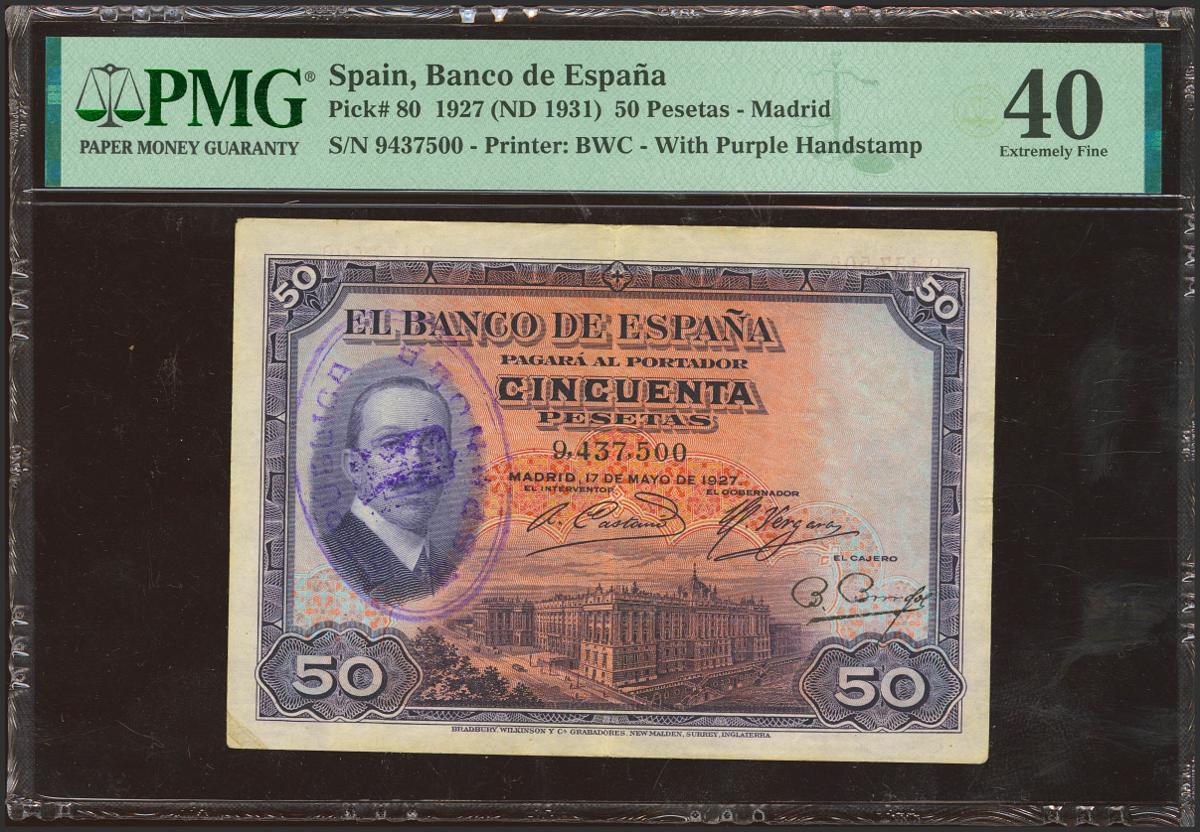 PMG®
PAPER MONEY GUARANTY
Spain, Banco de España
Pick# 80 1927 (ND 1931) 50 Pesetas - Madrid
S/N 9437500 - Printer: BWC - With Purple Handstamp
40
Extremely Fine
50
50
EL BANCO DE ESPAÑA
PAGARÁ AL PORTADOR
CINCUENTA
PESETAS
9,437,500
MADRID, 17 DE MAYO DE 1927.
EL INTERVENTOR
EL GOBERNADOR
A. Castaño
Vergara
EL CAJERO
50
50
BRADBURY, WILKINSON Y Cª GRABADORES, NEW MALDEN, SURREY, INGLATERRA